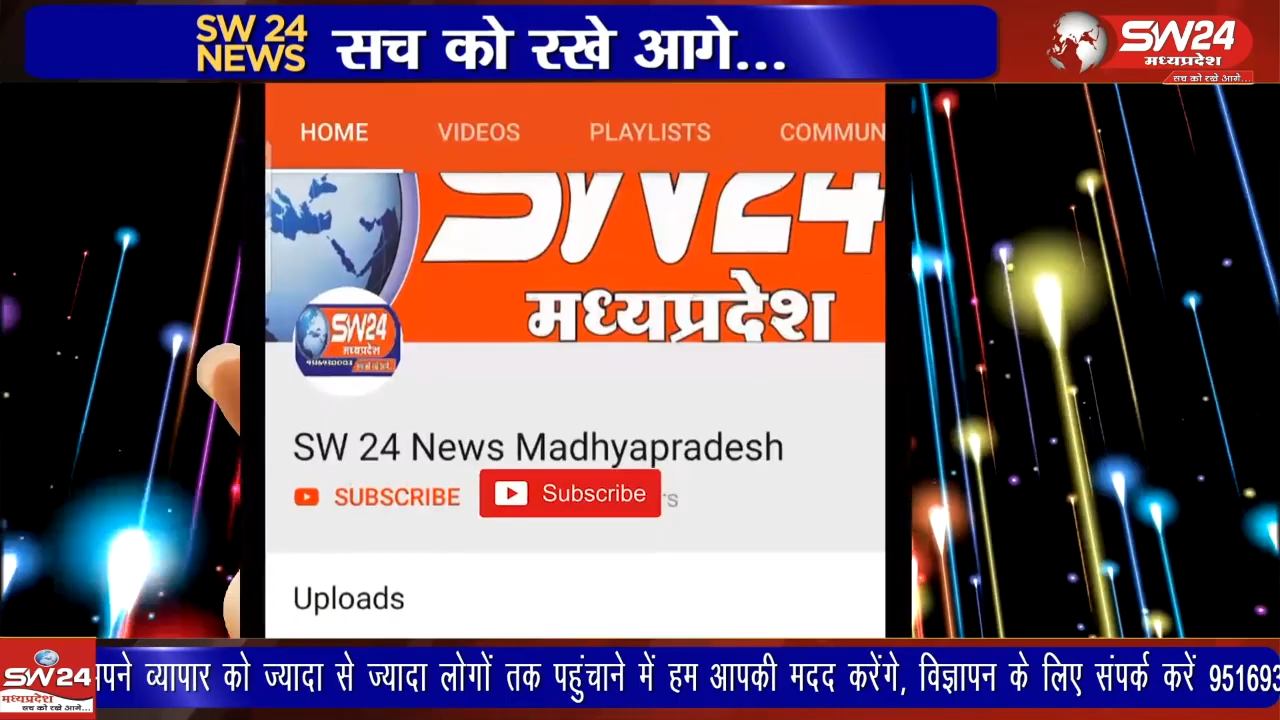 SW 24
NEWS
सच को रखे आगे...
SW24
मध्यप्रदेश
सच को रखे आगे...
HOME VIDEOS PLAYLISTS COMMUN
SW24
मध्यप्रदेश
SW24
मध्यप्रदेश
SW 24 News Madhyapradesh
SUBSCRIBE
Subscribe
Uploads
SW24
मध्यप्रदेश
सच को रखे आगे...
व्यापार को ज्यादा से ज्यादा लोगों तक पहुंचाने में हम आपकी मदद करेंगे, विज्ञापन के लिए संपर्क करें 951693